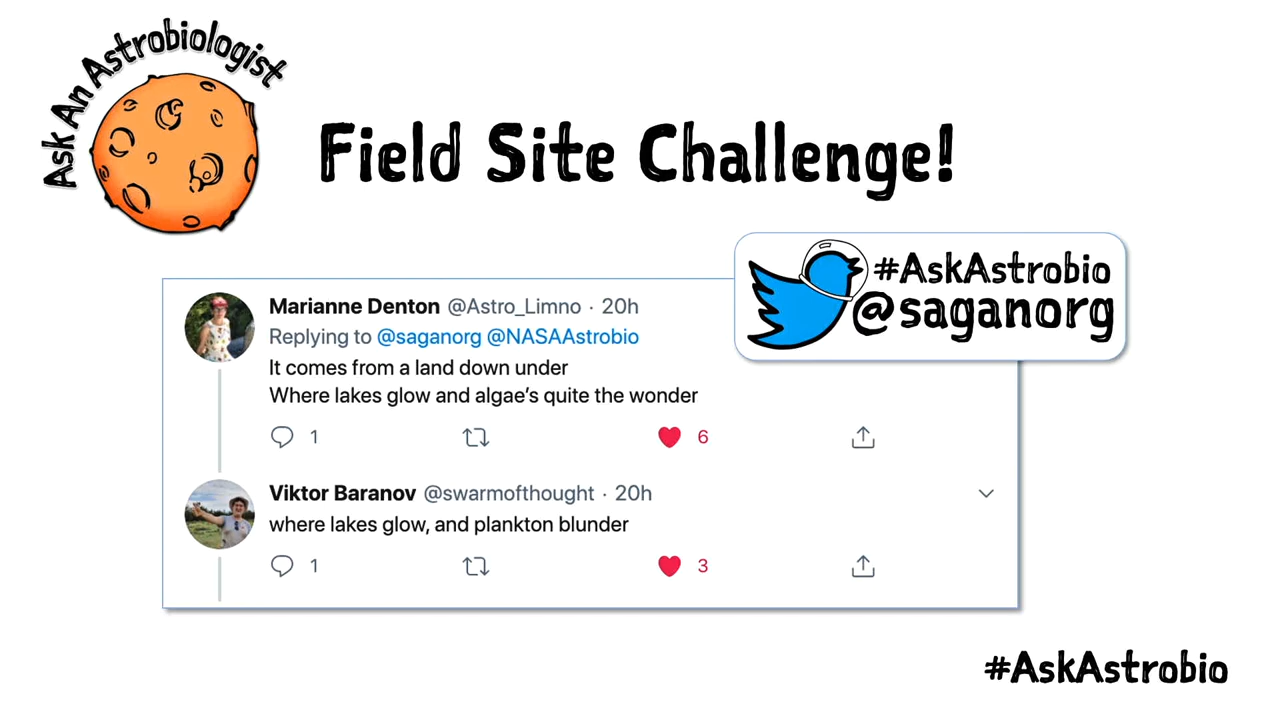 Ask An Astrobiologist
Field Site Challenge!
#AskAstrobio
@saganorg
Marianne Denton @Astro_Limno · 20h
Replying to @saganorg @NASAAstrobio
It comes from a land down under
Where lakes glow and algae’s quite the wonder
1 6
Viktor Baranov @swarmofthought · 20h
where lakes glow, and plankton blunder
1 3
#AskAstrobio